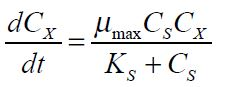 dC_X/dt = μ_max C_S C_X / (K_S + C_S)